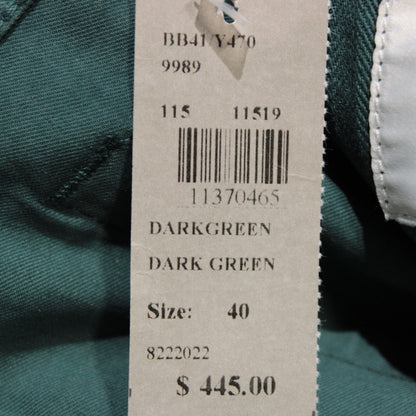 BB41/Y470
9989
115 11519
11370465
DARKGREEN
DARK GREEN
Size: 40
8222022
$ 445.00